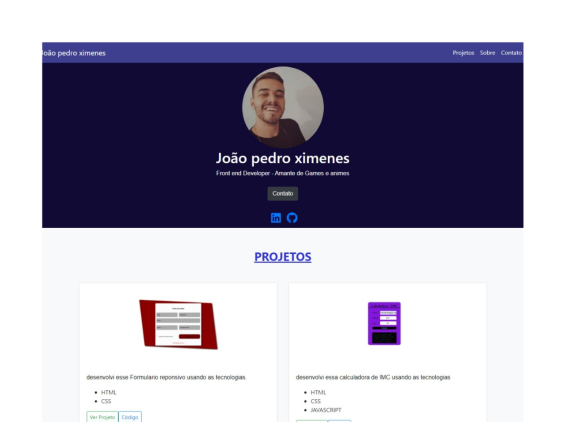 João pedro ximenes
Projetos Sobre Contato
João pedro ximenes
Front end Developer - Amante de Games e animes
Contato
in
PROJETOS
desenvolvi esse Formulario reponsivo usando as tecnologias
HTML
CSS
Ver Projeto Código
desenvolvi essa calculadora de IMC usando as tecnologias
HTML
CSS
JAVASCRIPT